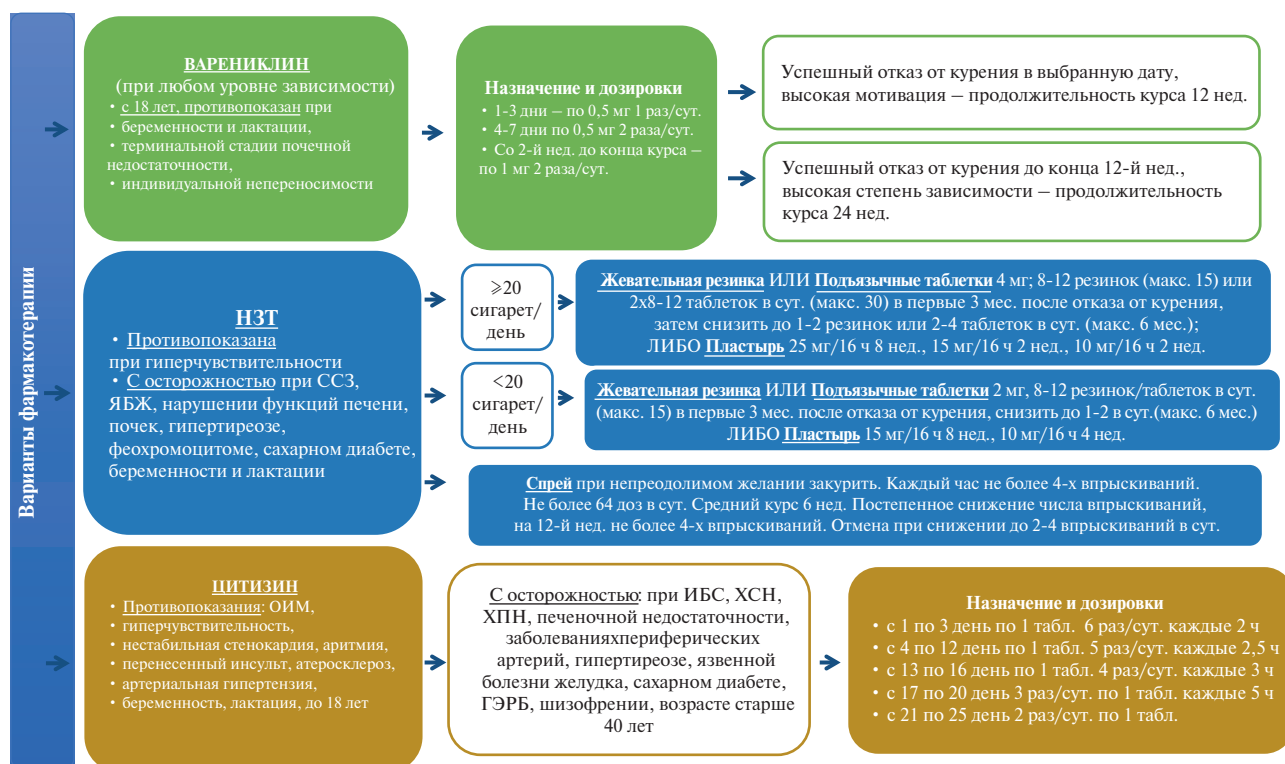 Варианты фармакотерапии
ВАРЕНИКЛИН
(при любом уровне зависимости)
• с 18 лет, противопоказан при
• беременности и лактации,
• терминальной стадии почечной
недостаточности,
• индивидуальной непереносимости
Назначение и дозировки
• 1-3 дни – по 0,5 мг 1 раз/сут.
• 4-7 дни по 0,5 мг 2 раза/сут.
• Со 2-й нед. до конца курса –
по 1 мг 2 раза/сут.
Успешный отказ от курения в выбранную дату,
высокая мотивация – продолжительность курса 12 нед.
Успешный отказ от курения до конца 12-й нед.,
высокая степень зависимости – продолжительность
курса 24 нед.
НЗТ
• Противопоказана
при гиперчувствительности
• С осторожностью при ССЗ,
ЯБЖ, нарушении функций печени,
почек, гипертиреозе,
феохромоцитоме, сахарном диабете,
беременности и лактации
⩾20
сигарет/
день
Жевательная резинка ИЛИ Подъязычные таблетки 4 мг; 8-12 резинок (макс. 15) или
2х8-12 таблеток в сут. (макс. 30) в первые 3 мес. после отказа от курения,
затем снизить до 1-2 резинок или 2-4 таблеток в сут. (макс. 6 мес.);
ЛИБО Пластырь 25 мг/16 ч 8 нед., 15 мг/16 ч 2 нед., 10 мг/16 ч 2 нед.
<20
сигарет/
день
Жевательная резинка ИЛИ Подъязычные таблетки 2 мг, 8-12 резинок/таблеток в сут.
(макс. 15) в первые 3 мес. после отказа от курения, снизить до 1-2 в сут.(макс. 6 мес.)
ЛИБО Пластырь 15 мг/16 ч 8 нед., 10 мг/16 ч 4 нед.
Спрей при непреодолимом желании закурить. Каждый час не более 4-х впрыскиваний.
Не более 64 доз в сут. Средний курс 6 нед. Постепенное снижение числа впрыскиваний,
на 12-й нед. не более 4-х впрыскиваний. Отмена при снижении до 2-4 впрыскиваний в сут.
ЦИТИЗИН
• Противопоказания: ОИМ,
• гиперчувствительность,
• нестабильная стенокардия, аритмия,
• перенесенный инсульт, атеросклероз,
• артериальная гипертензия,
• беременность, лактация, до 18 лет
С осторожностью: при ИБС, ХСН,
ХПН, печеночной недостаточности,
заболеванияхпериферических
артерий, гипертиреозе, язвенной
болезни желудка, сахарном диабете,
ГЭРБ, шизофрении, возрасте старше
40 лет
Назначение и дозировки
• с 1 по 3 день по 1 табл. 6 раз/сут. каждые 2 ч
• с 4 по 12 день по 1 табл. 5 раз/сут. каждые 2,5 ч
• с 13 по 16 день по 1 табл. 4 раз/сут. каждые 3 ч
• с 17 по 20 день 3 раз/сут. по 1 табл. каждые 5 ч
• с 21 по 25 день 2 раз/сут. по 1 табл.